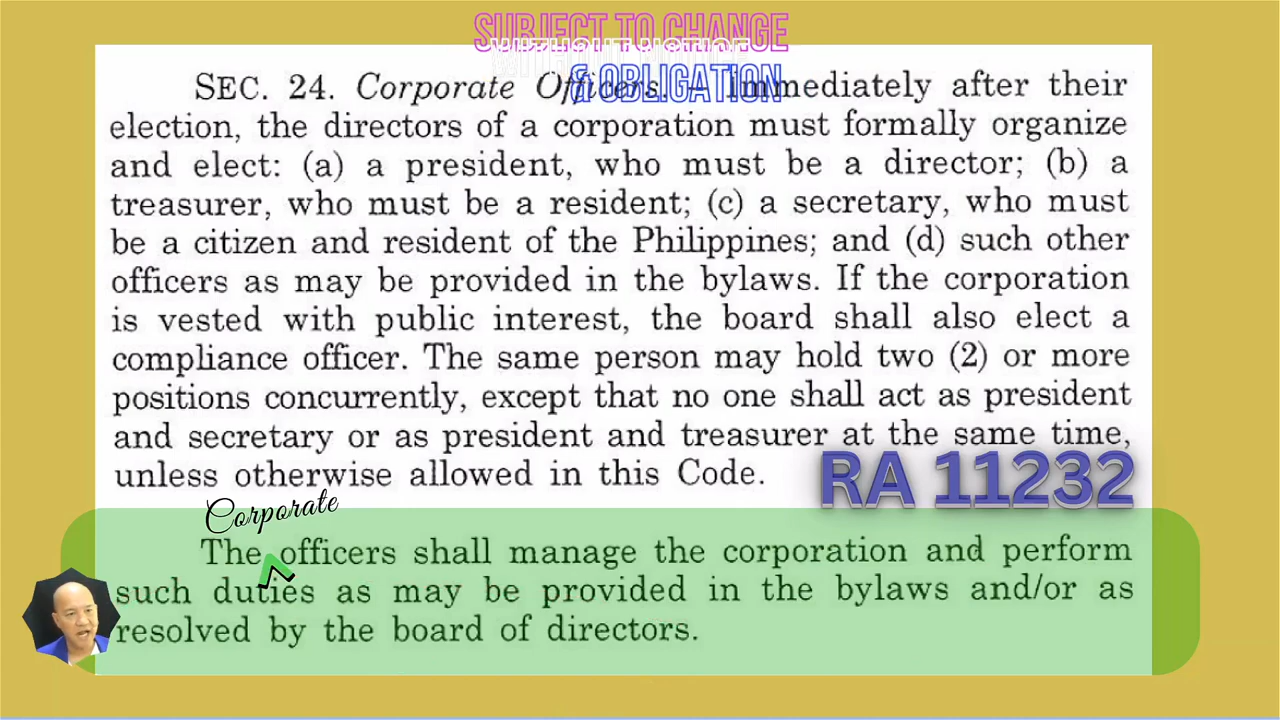 SUBJECT TO CHANGE
WITHOUT NOTICE
& OBLIGATION
SEC. 24. Corporate Officers. – Immediately after their
election, the directors of a corporation must formally organize
and elect: (a) a president, who must be a director; (b) a
treasurer, who must be a resident; (c) a secretary, who must
be a citizen and resident of the Philippines; and (d) such other
officers as may be provided in the bylaws. If the corporation
is vested with public interest, the board shall also elect a
compliance officer. The same person may hold two (2) or more
positions concurrently, except that no one shall act as president
and secretary or as president and treasurer at the same time,
unless otherwise allowed in this Code.
RA 11232
Corporate
The officers shall manage the corporation and perform
such duties as may be provided in the bylaws and/or as
resolved by the board of directors.